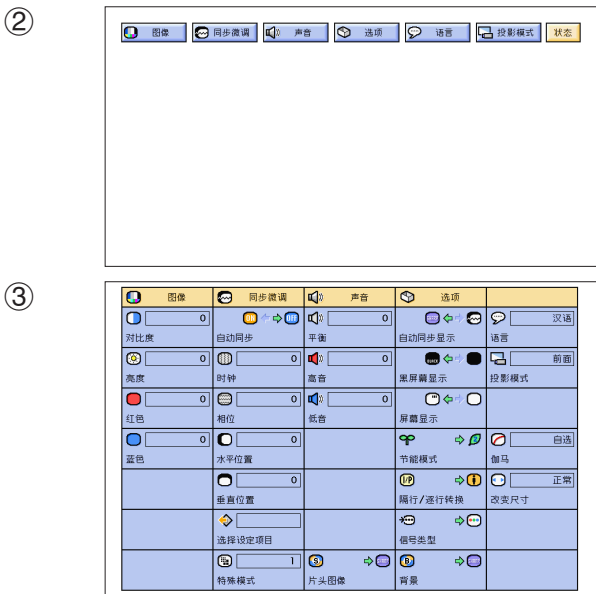 ②
图像 同步微调 声音 选项 语言 投影模式 状态
③
图像 同步微调 声音 选项
0 ON OFF 0 汉语
对比度 自动同步 平衡 自动同步显示 语言
0 0 0 QUICK 前面
亮度 时钟 高音 黑屏幕显示 投影模式
0 0 0
红色 相位 低音 屏幕显示
0 0 自选
蓝色 水平位置 节能模式 伽马
0 I/P 正常
垂直位置 隔行/逐行转换 改变尺寸
选择设定项目 信号类型
1 S B
特殊模式 片头图像 背景